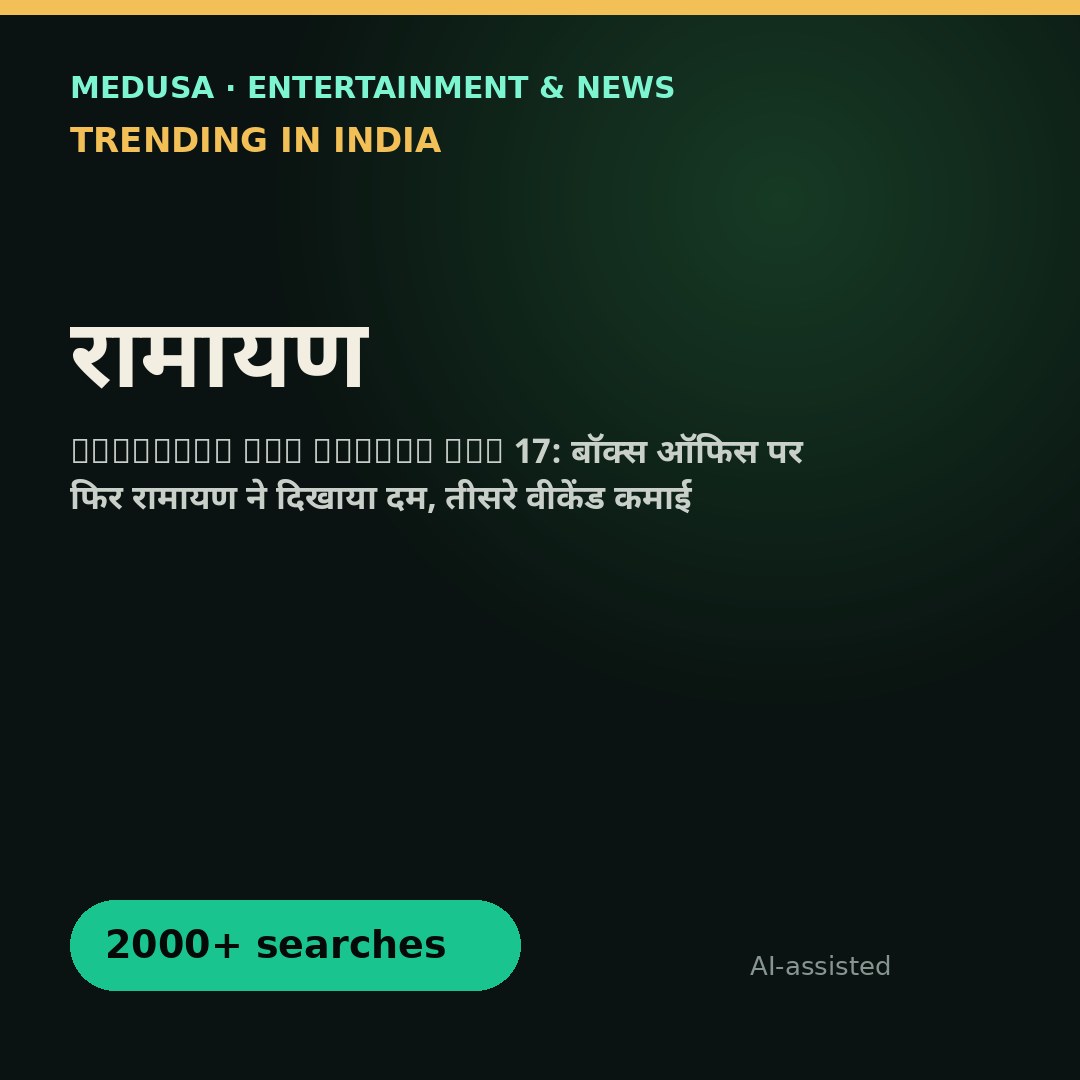 MEDUSA · ENTERTAINMENT & NEWS
TRENDING IN INDIA
रामायण
17: बॉक्स ऑफिस पर
फिर रामायण ने दिखाया दम, तीसरे वीकेंड कमाई
2000+ searches
AI-assisted